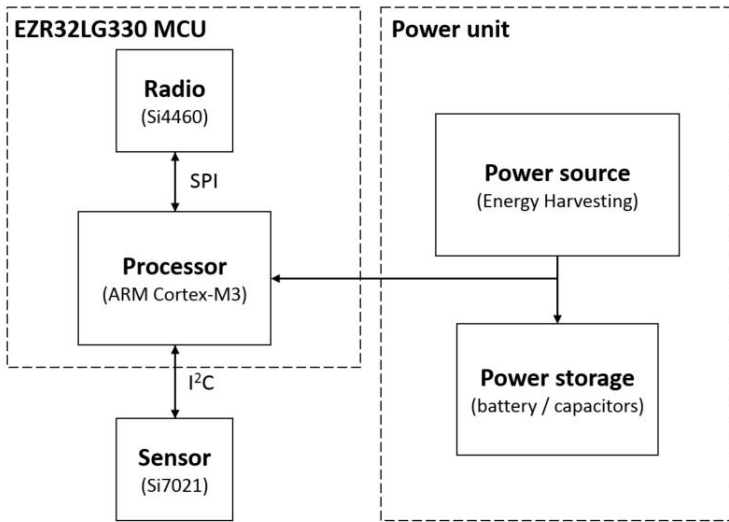 EZR32LG330 MCU
Radio
(Si4460)
SPI
Processor
(ARM Cortex-M3)
I²C
Sensor
(Si7021)
Power unit
Power source
(Energy Harvesting)
Power storage
(battery / capacitors)